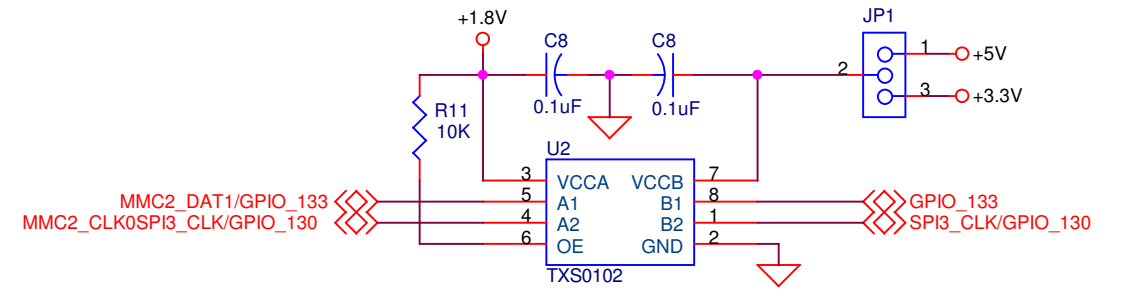 JP1
+1.8V
C8
C8
1
+5V
2
0.1uF
0.1uF
3
+3.3V
R11
10K
U2
3
VCCA
VCCB
7
MMC2_DAT1/GPIO_133
5
A1
B1
8
GPIO_133
MMC2_CLK0SPI3_CLK/GPIO_130
4
A2
B2
1
SPI3_CLK/GPIO_130
6
OE
GND
2
TXS0102